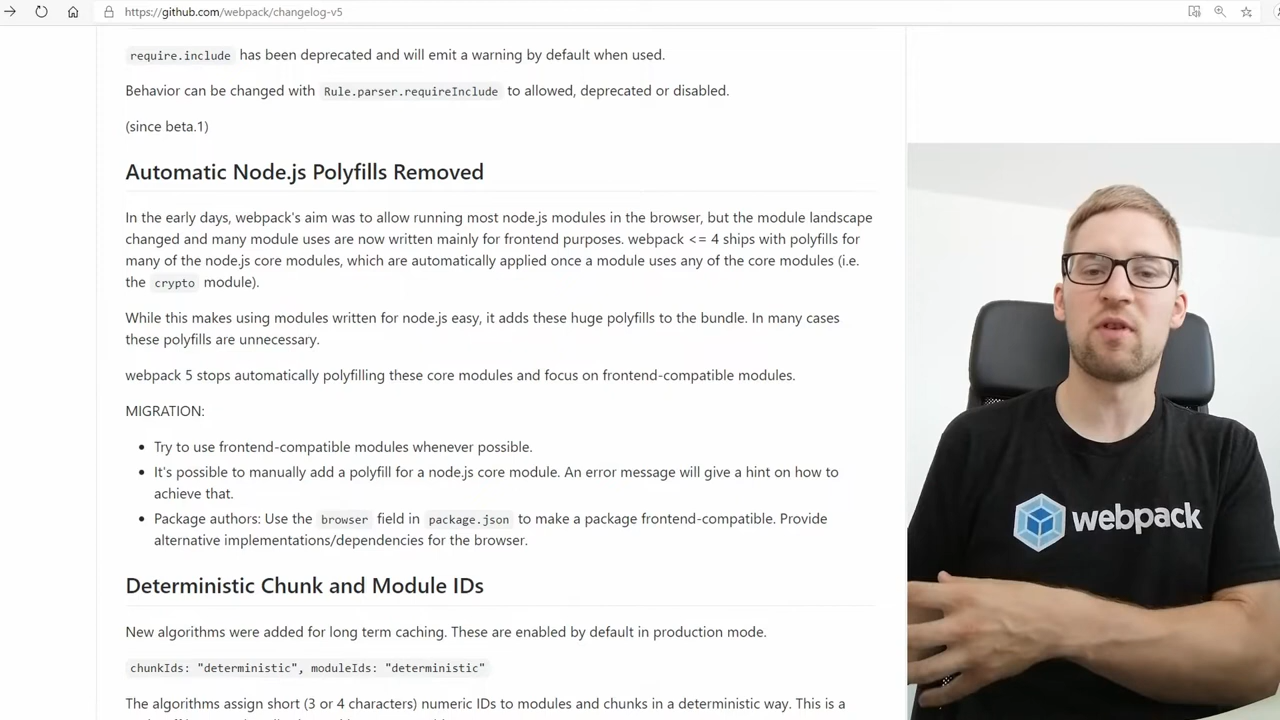 https://github.com/webpack/changelog-v5
require.include has been deprecated and will emit a warning by default when used.
Behavior can be changed with Rule.parser.requireInclude to allowed, deprecated or disabled.
(since beta.1)
Automatic Node.js Polyfills Removed
In the early days, webpack's aim was to allow running most node.js modules in the browser, but the module landscape
changed and many module uses are now written mainly for frontend purposes. webpack <= 4 ships with polyfills for
many of the node.js core modules, which are automatically applied once a module uses any of the core modules (i.e.
the crypto module).
While this makes using modules written for node.js easy, it adds these huge polyfills to the bundle. In many cases
these polyfills are unnecessary.
webpack 5 stops automatically polyfilling these core modules and focus on frontend-compatible modules.
MIGRATION:
• Try to use frontend-compatible modules whenever possible.
• It's possible to manually add a polyfill for a node.js core module. An error message will give a hint on how to
achieve that.
• Package authors: Use the browser field in package.json to make a package frontend-compatible. Provide
alternative implementations/dependencies for the browser.
Deterministic Chunk and Module IDs
New algorithms were added for long term caching. These are enabled by default in production mode.
chunkIds: "deterministic", moduleIds: "deterministic"
The algorithms assign short (3 or 4 characters) numeric IDs to modules and chunks in a deterministic way. This is a
webpack